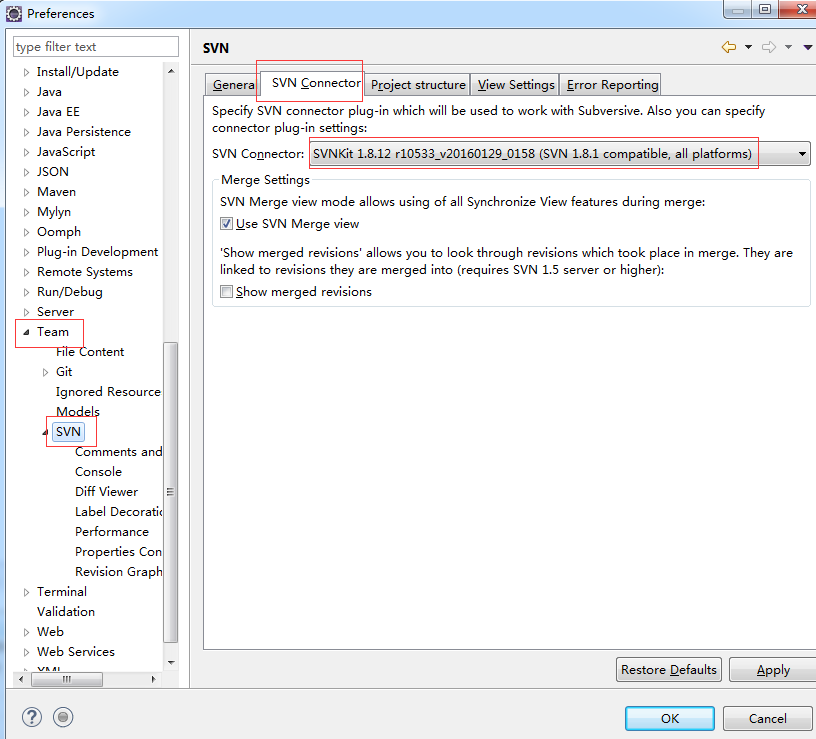 Preferences
type filter text
Install/Update
Java
Java EE
Java Persistence
JavaScript
JSON
Maven
Mylyn
Oomph
Plug-in Development
Remote Systems
Run/Debug
Server
Team
File Content
Git
Ignored Resource
Models
SVN
Comments and
Console
Diff Viewer
Label Decoratio
Performance
Properties Con
Revision Graph
Terminal
Validation
Web
Web Services
XML
SVN
Genera
SVN Connector
Project structure
View Settings
Error Reporting
Specify SVN connector plug-in which will be used to work with Subversive. Also you can specify
connector plug-in settings:
SVN Connector: SVNKit 1.8.12 r10533_v20160129_0158 (SVN 1.8.1 compatible, all platforms)
Merge Settings
SVN Merge view mode allows using of all Synchronize View features during merge:
Use SVN Merge view
'Show merged revisions' allows you to look through revisions which took place in merge. They are
linked to revisions they are merged into (requires SVN 1.5 server or higher):
Show merged revisions
Restore Defaults
Apply
?
OK
Cancel